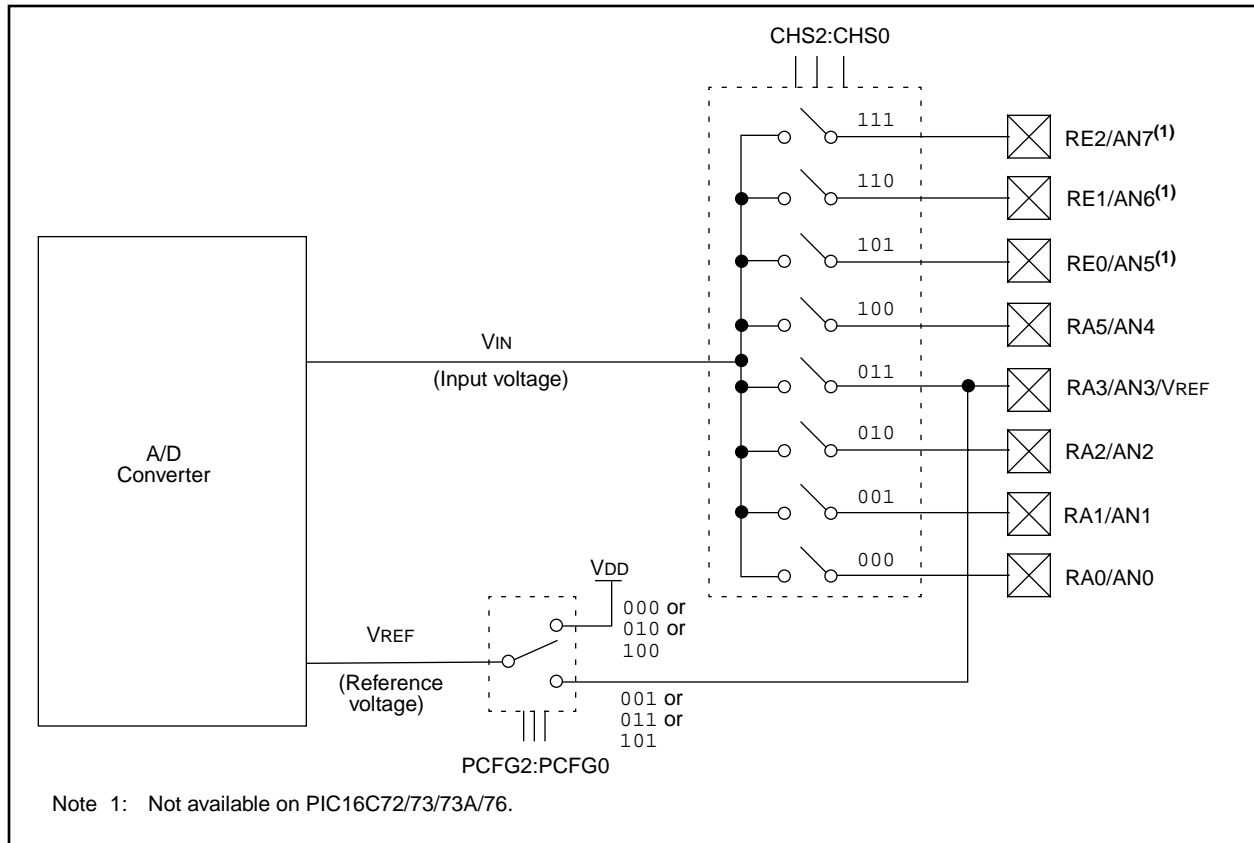 CHS2:CHS0
111
RE2/AN7(1)
110
RE1/AN6(1)
101
RE0/AN5(1)
100
RA5/AN4
VIN
(Input voltage)
011
RA3/AN3/VREF
A/D
Converter
010
RA2/AN2
001
RA1/AN1
000
RA0/AN0
VDD
000 or
010 or
100
VREF
(Reference
voltage)
001 or
011 or
101
PCFG2:PCFG0
Note 1: Not available on PIC16C72/73/73A/76.